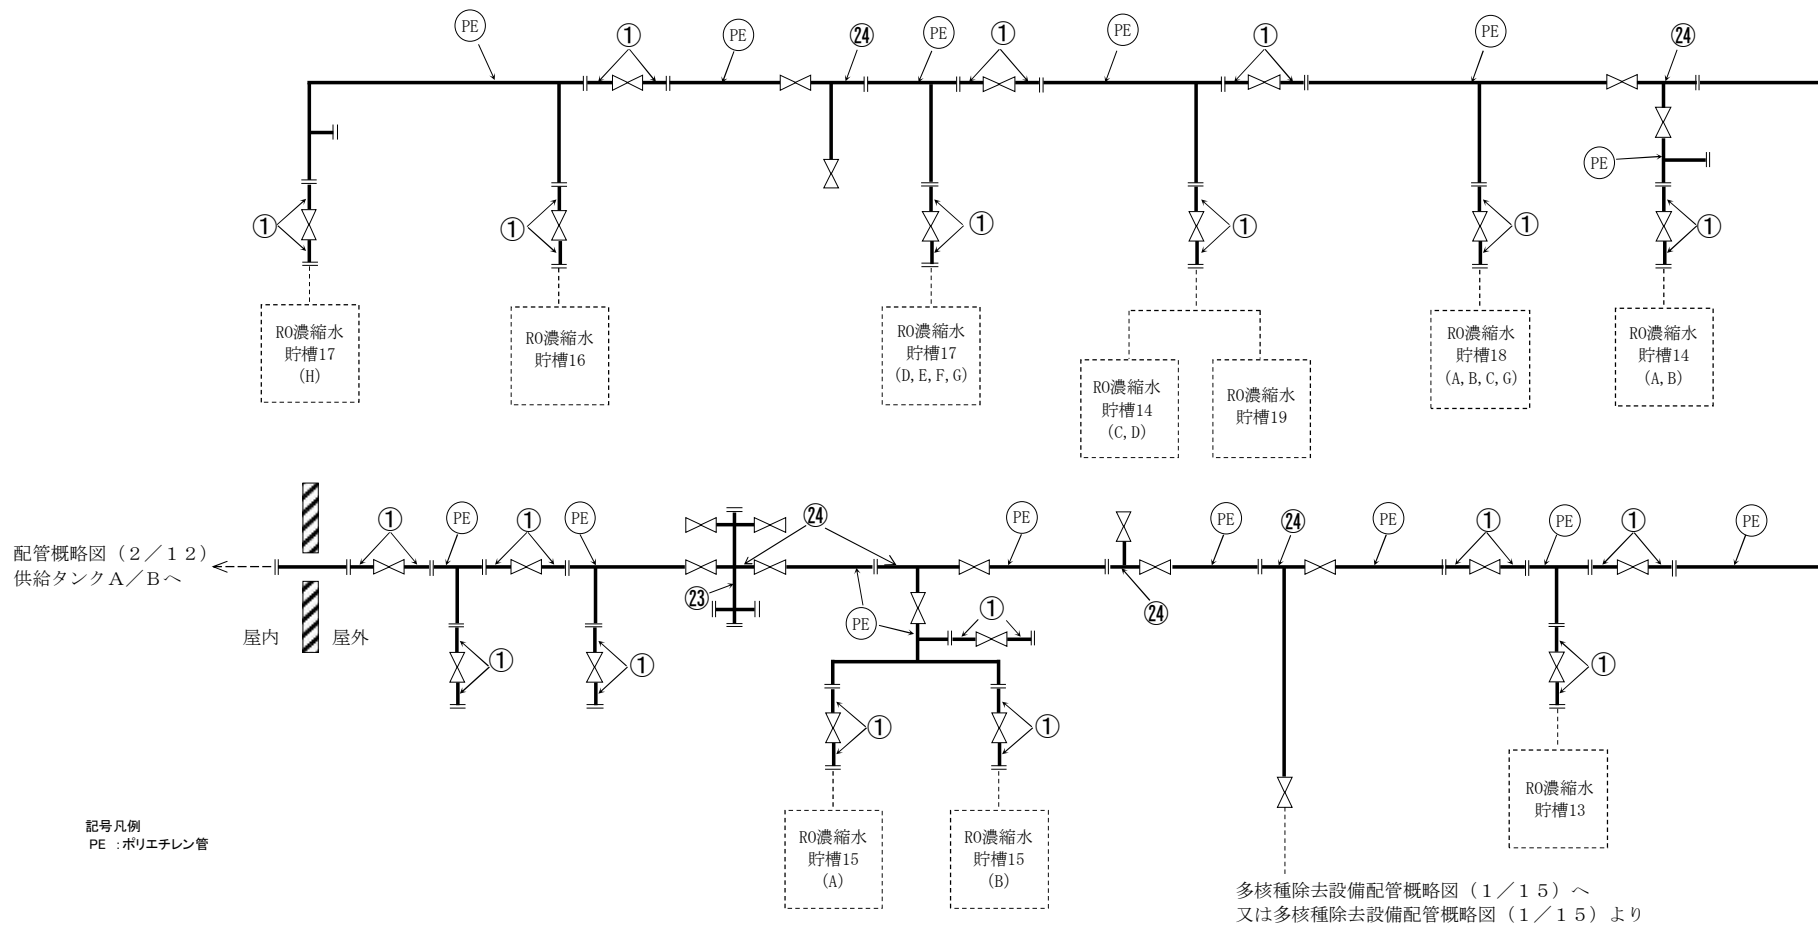 PE
①
PE
㉔
PE
①
PE
①
PE
㉔
PE
①
①
①
①
①
①
RO濃縮水
貯槽17
(H)
RO濃縮水
貯槽16
RO濃縮水
貯槽17
(D,E,F,G)
RO濃縮水
貯槽14
(C,D)
RO濃縮水
貯槽19
RO濃縮水
貯槽18
(A,B,C,G)
RO濃縮水
貯槽14
(A,B)
配管概略図(2/12)
供給タンクA/Bへ
屋内
屋外
①
PE
①
PE
㉔
PE
PE
㉔
PE
①
PE
①
PE
㉓
PE
①
㉔
①
①
①
①
①
RO濃縮水
貯槽15
(A)
RO濃縮水
貯槽15
(B)
RO濃縮水
貯槽13
記号凡例
PE :ポリエチレン管
多核種除去設備配管概略図(1/15)へ
又は多核種除去設備配管概略図(1/15)より